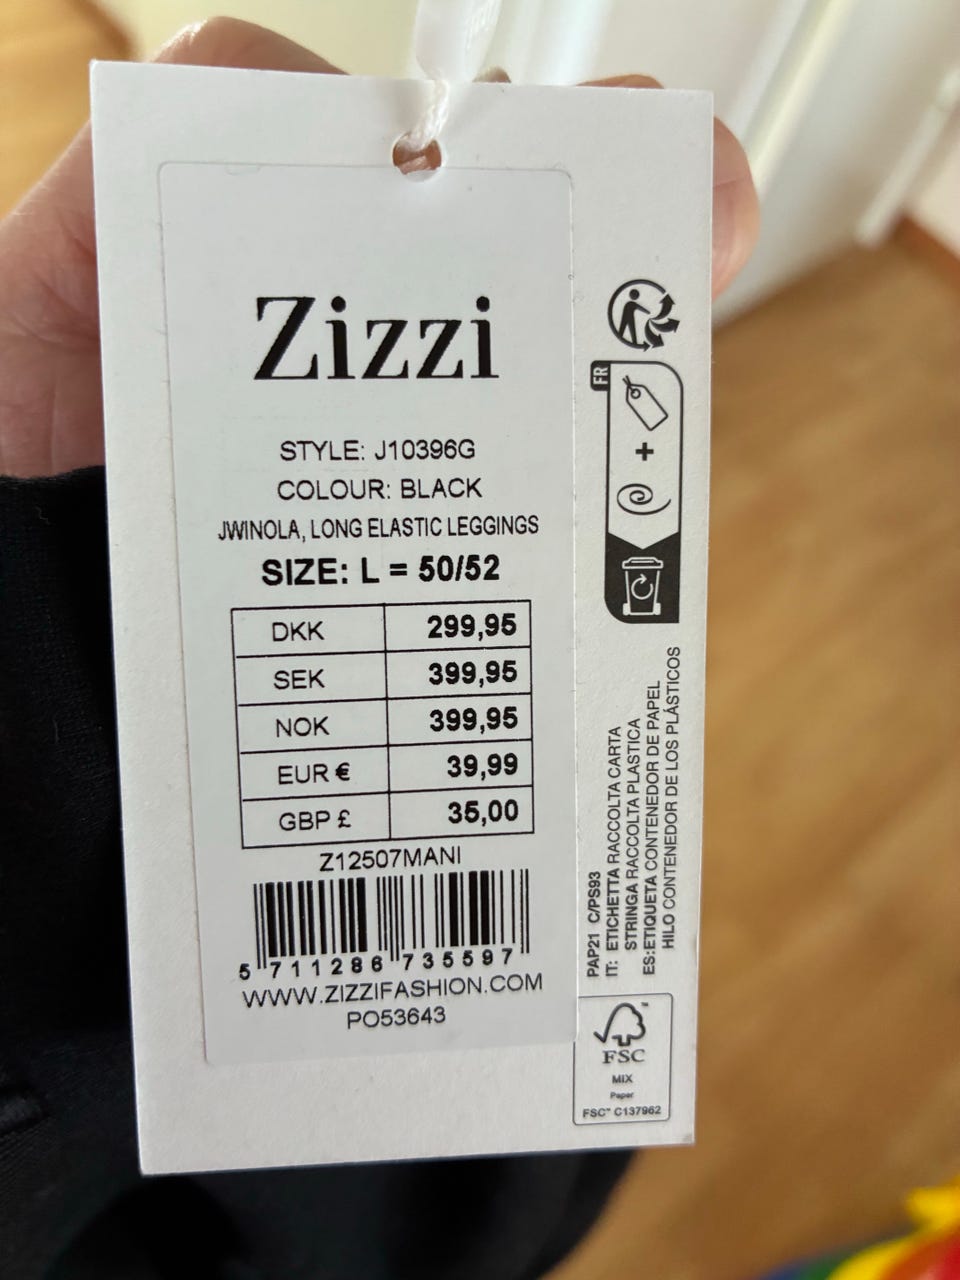 Zizzi
STYLE: J10396G
COLOUR: BLACK
JWINOLA, LONG ELASTIC LEGGINGS
SIZE: L = 50/52
DKK 299,95
SEK 399,95
NOK 399,95
EUR € 39,99
GBP £ 35,00
Z12507MANI
5 711286 735597
WWW.ZIZZIFASHION.COM
PO53643
FR
+
PAP21 C/PS93
IT: ETICHETTA RACCOLTA CARTA
STRINGA RACCOLTA PLASTICA
ES:ETIQUETA CONTENEDOR DE PAPEL
HILO CONTENEDOR DE LOS PLÁSTICOS
FSC
MIX
Paper
FSC™ C137962